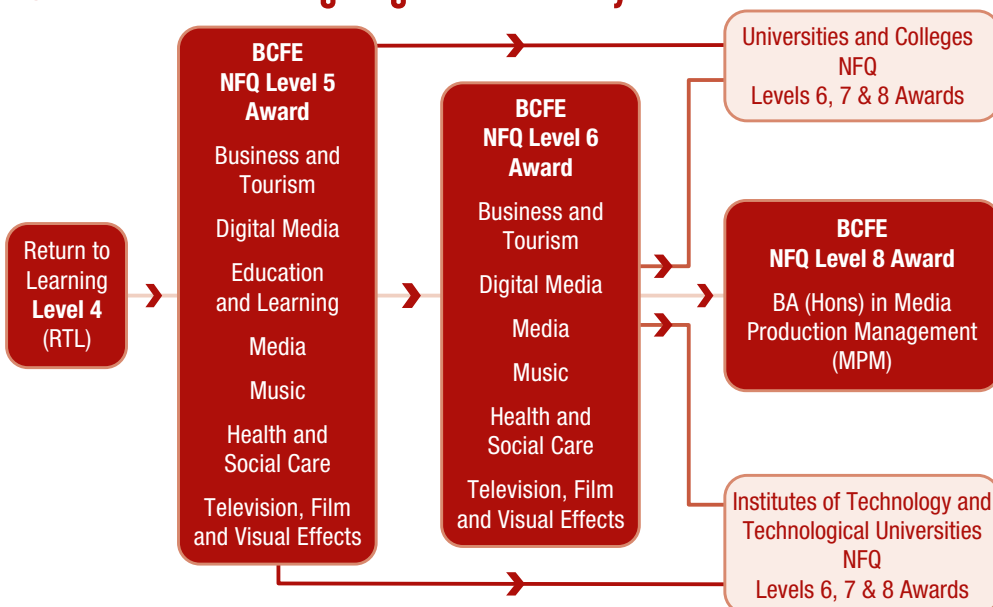 Return to
Learning
Level 4
(RTL)
BCFE
NFQ Level 5
Award
Business and
Tourism
Digital Media
Education
and Learning
Media
Music
Health and
Social Care
Television, Film
and Visual Effects
BCFE
NFQ Level 6
Award
Business and
Tourism
Digital Media
Media
Music
Health and
Social Care
Television, Film
and Visual Effects
Universities and Colleges
NFQ
Levels 6, 7 & 8 Awards
BCFE
NFQ Level 8 Award
BA (Hons) in Media
Production Management
(MPM)
Institutes of Technology and
Technological Universities
NFQ
Levels 6, 7 & 8 Awards